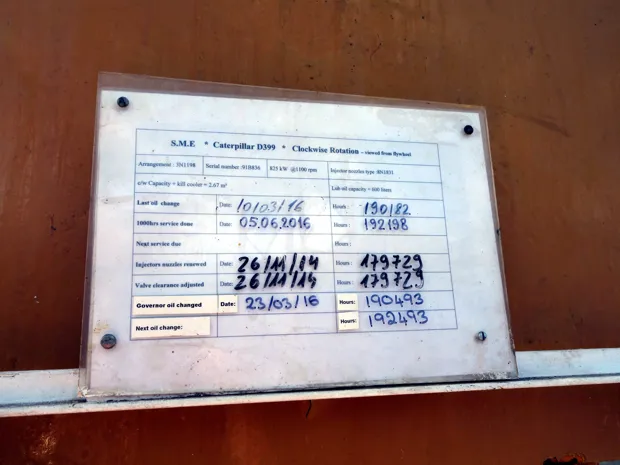 S.M.E * Caterpillar D399 * Clockwise Rotation - viewed from flywheel
Arrangement : 3N1198 Serial number :91B836 825 kW @1100 rpm Injector nozzles type :8N1831
c/w Capacity + kill cooler = 2.67 m³ Lub oil capacity = 600 liters
Last oil change Date: 10/03/16 Hours : 190182
1000hrs service done Date: 05.06.2016 Hours : 192198
Next service due Date: Hours :
Injectors nozzles renewed Date: 26/11/14 Hours : 179729
Valve clearance adjusted Date: 26/11/14 Hours : 179729
Governor oil changed Date: 23/03/16 Hours: 190493
Next oil change: Hours: 192493